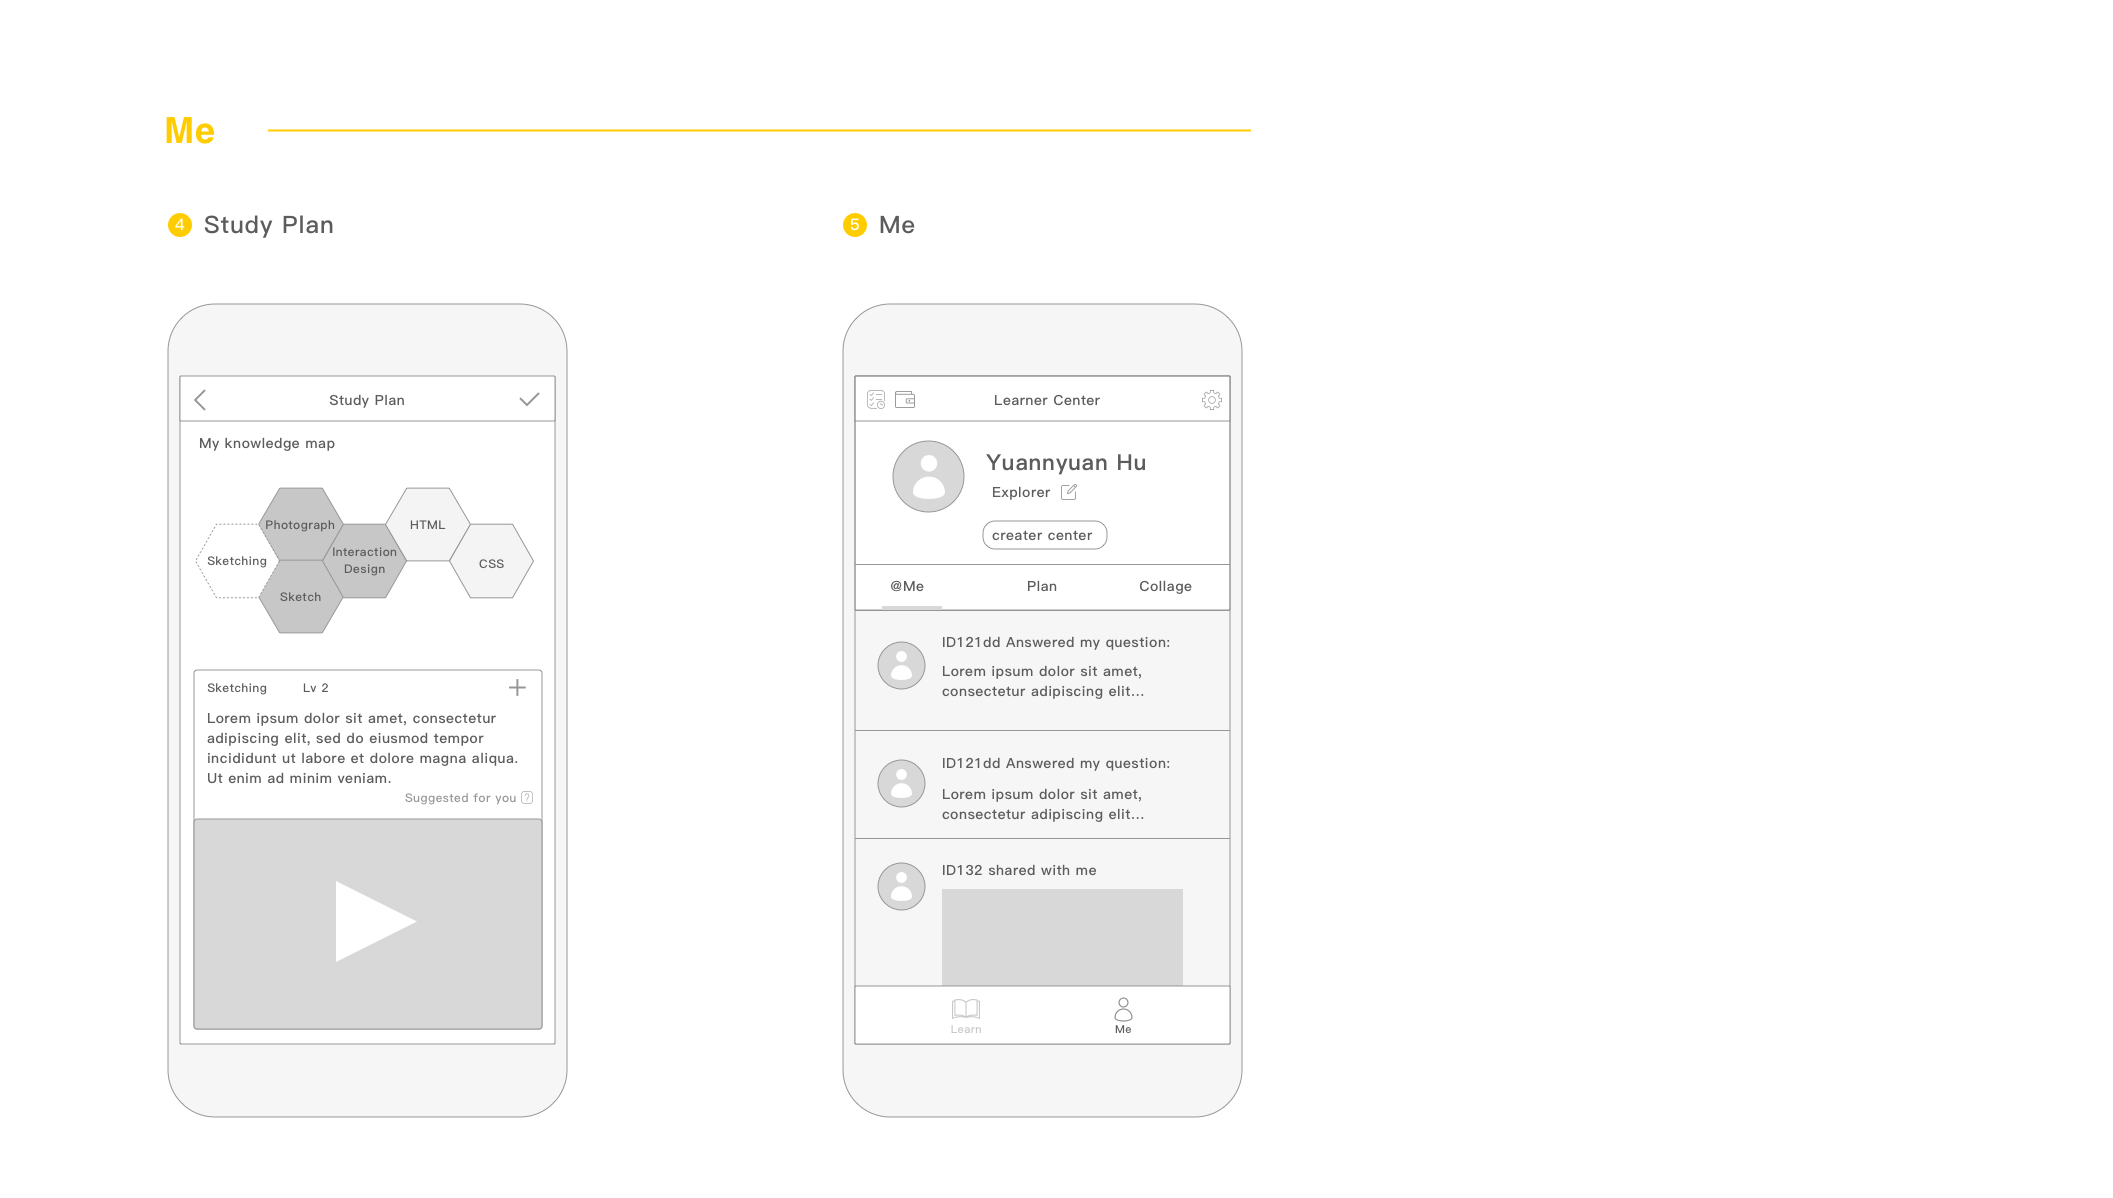 Me
4 Study Plan
Study Plan
My knowledge map
Photograph
HTML
Interaction
Design
Sketching
CSS
Sketch
Sketching Lv 2
Lorem ipsum dolor sit amet, consectetur
adipiscing elit, sed do eiusmod tempor
incididunt ut labore et dolore magna aliqua.
Ut enim ad minim veniam.
Suggested for you ?
5 Me
Learner Center
Yuannyuan Hu
Explorer
creater center
@Me Plan Collage
ID121dd Answered my question:
Lorem ipsum dolor sit amet,
consectetur adipiscing elit...
ID121dd Answered my question:
Lorem ipsum dolor sit amet,
consectetur adipiscing elit...
ID132 shared with me
Learn Me